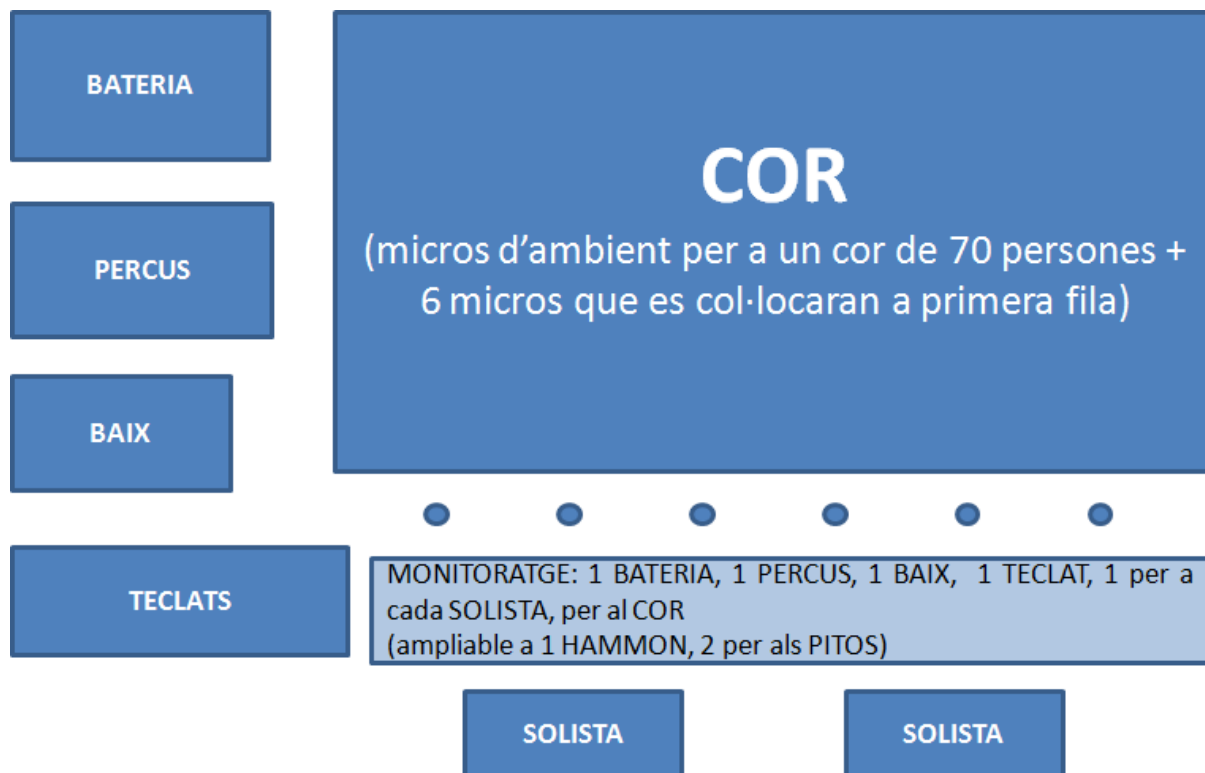 BATERIA
COR
(micros d’ambient per a un cor de 70 persones +
6 micros que es col·locaran a primera fila)
PERCUS
BAIX
TECLATS
MONITORATGE: 1 BATERIA, 1 PERCUS, 1 BAIX, 1 TECLAT, 1 per a
cada SOLISTA, per al COR
(ampliable a 1 HAMMON, 2 per als PITOS)
SOLISTA
SOLISTA